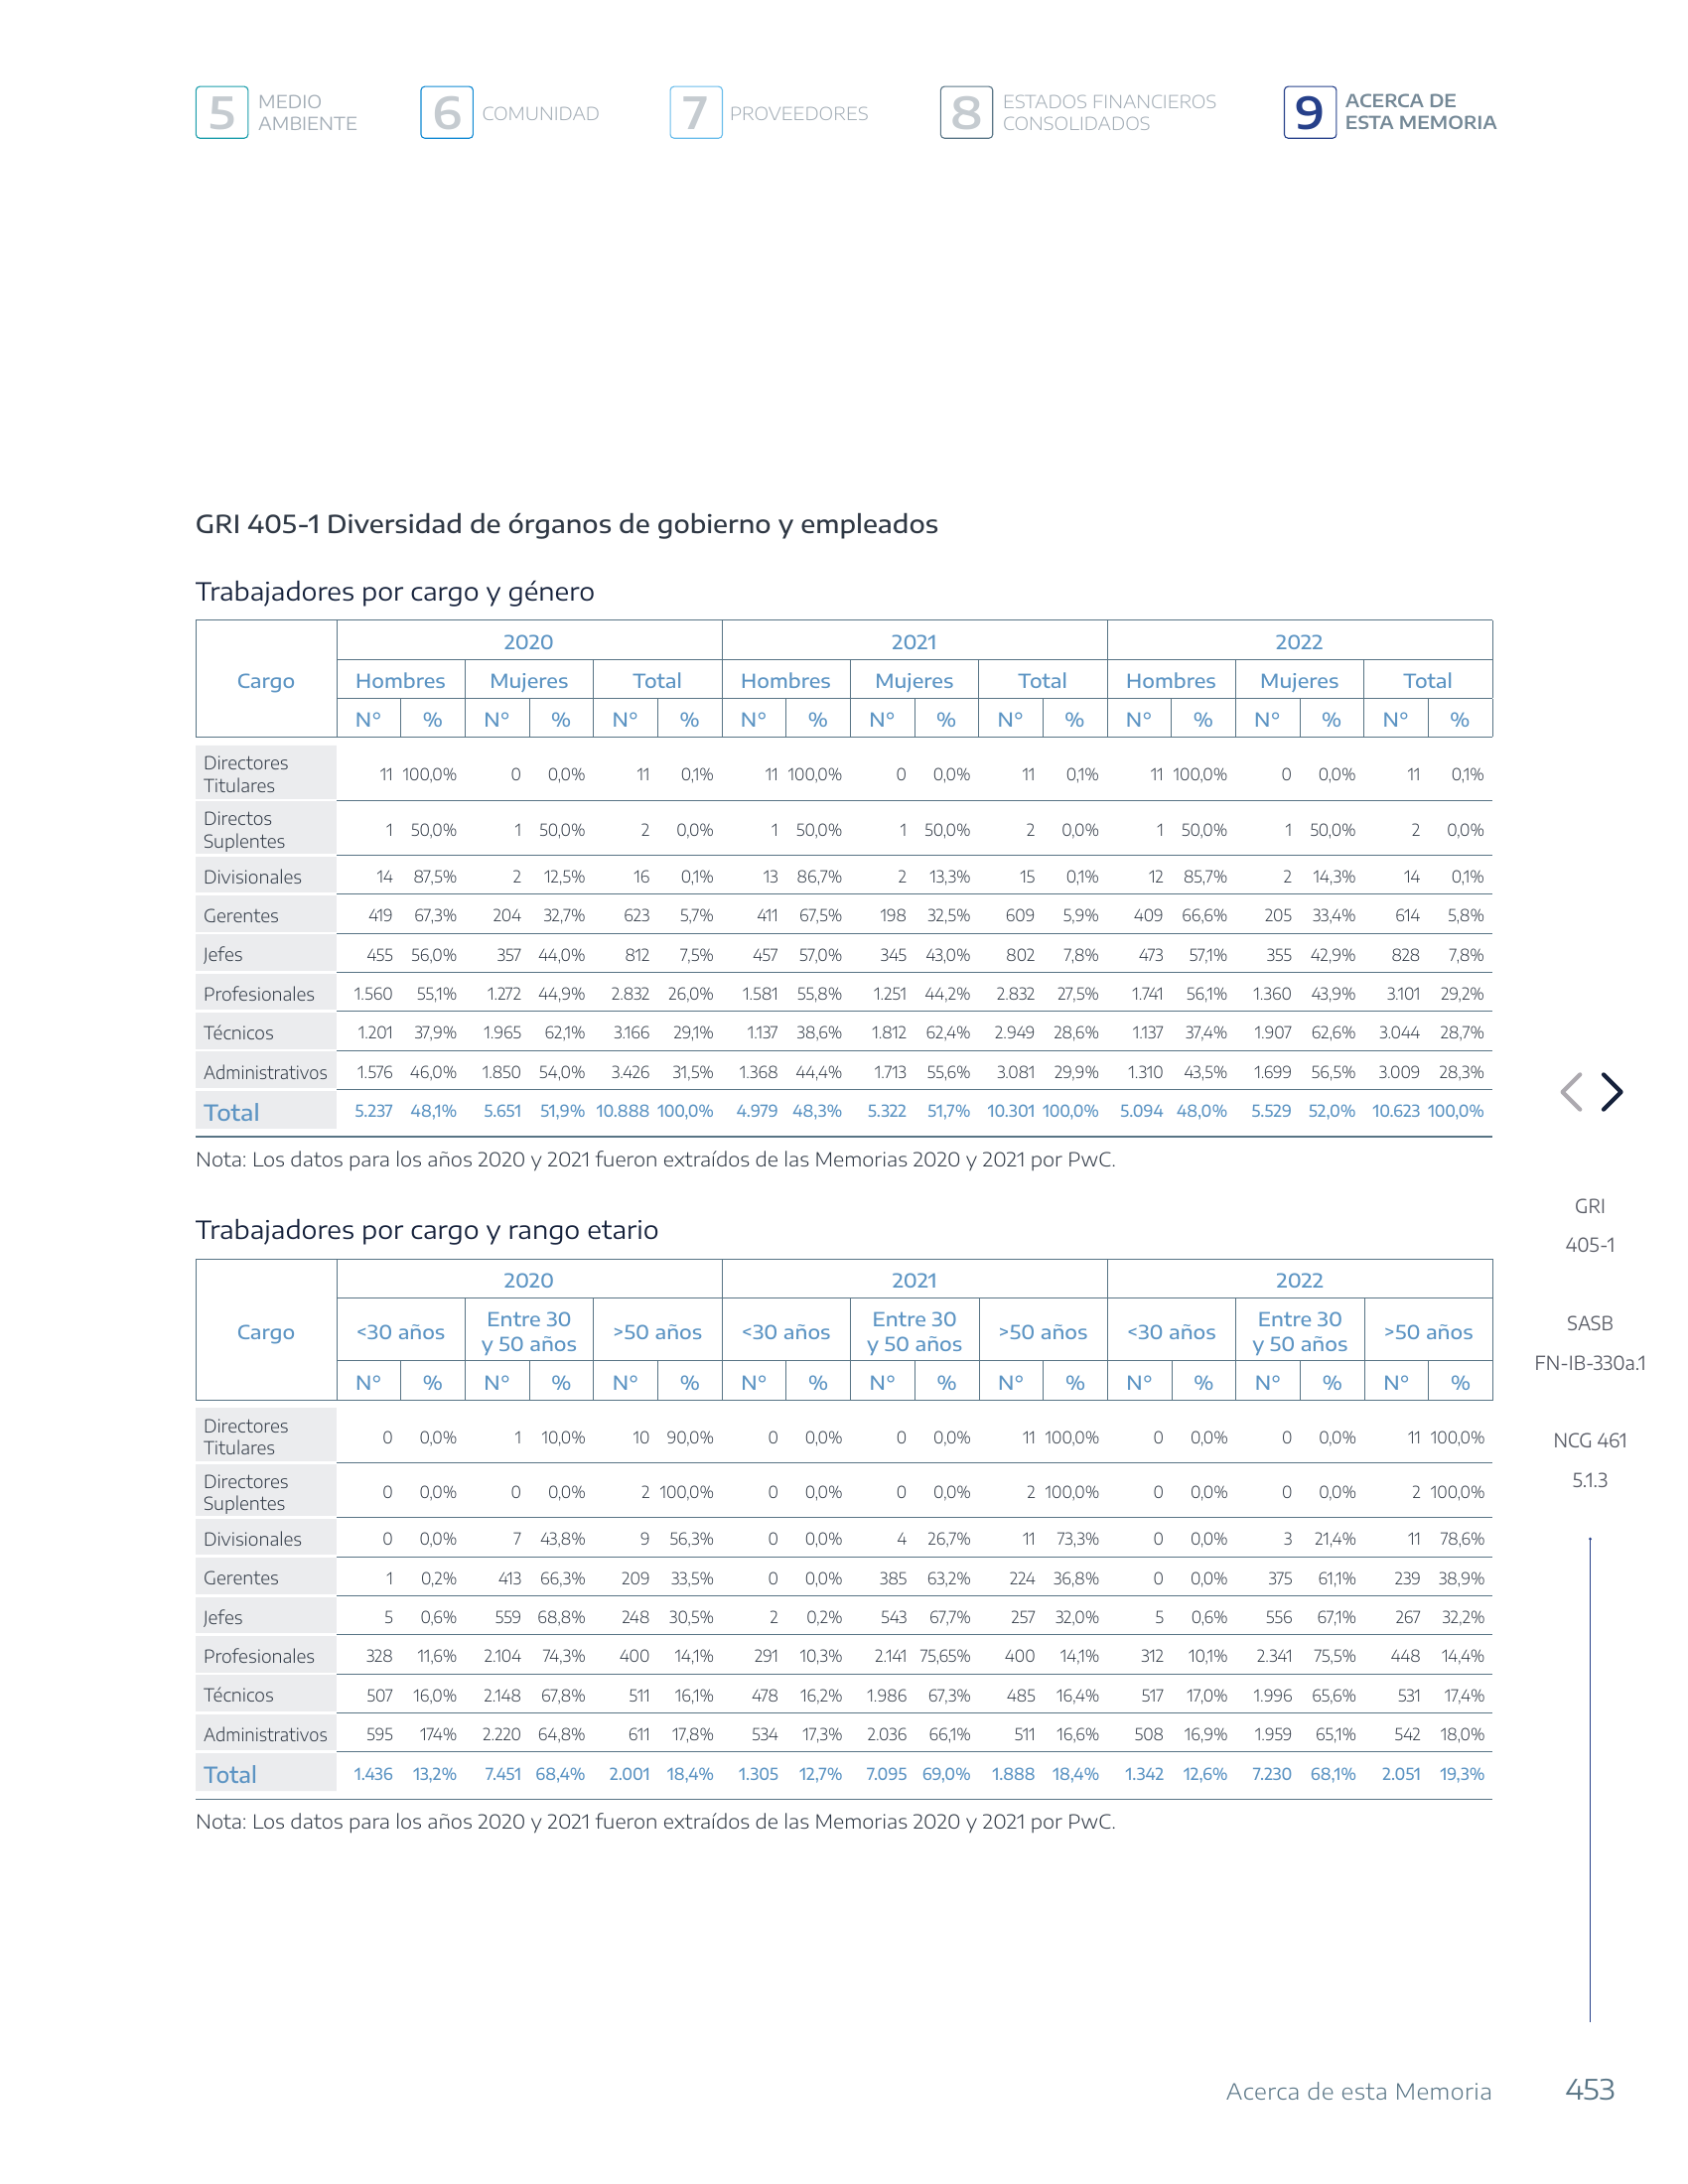 5 MEDIO AMBIENTE
6 COMUNIDAD
7 PROVEEDORES
8 ESTADOS FINANCIEROS CONSOLIDADOS
9 ACERCA DE ESTA MEMORIA
GRI 405-1 Diversidad de órganos de gobierno y empleados
Trabajadores por cargo y género
Cargo 2020 2021 2022
Hombres Mujeres Total Hombres Mujeres Total Hombres Mujeres Total
N° % N° % N° % N° % N° % N° % N° % N° % N° %
Directores Titulares 11 100,0% 0 0,0% 11 0,1% 11 100,0% 0 0,0% 11 0,1% 11 100,0% 0 0,0% 11 0,1%
Directos Suplentes 1 50,0% 1 50,0% 2 0,0% 1 50,0% 1 50,0% 2 0,0% 1 50,0% 1 50,0% 2 0,0%
Divisionales 14 87,5% 2 12,5% 16 0,1% 13 86,7% 2 13,3% 15 0,1% 12 85,7% 2 14,3% 14 0,1%
Gerentes 419 67,3% 204 32,7% 623 5,7% 411 67,5% 198 32,5% 609 5,9% 409 66,6% 205 33,4% 614 5,8%
Jefes 455 56,0% 357 44,0% 812 7,5% 457 57,0% 345 43,0% 802 7,8% 473 57,1% 355 42,9% 828 7,8%
Profesionales 1.560 55,1% 1.272 44,9% 2.832 26,0% 1.581 55,8% 1.251 44,2% 2.832 27,5% 1.741 56,1% 1.360 43,9% 3.101 29,2%
Técnicos 1.201 37,9% 1.965 62,1% 3.166 29,1% 1.137 38,6% 1.812 62,4% 2.949 28,6% 1.137 37,4% 1.907 62,6% 3.044 28,7%
Administrativos 1.576 46,0% 1.850 54,0% 3.426 31,5% 1.368 44,4% 1.713 55,6% 3.081 29,9% 1.310 43,5% 1.699 56,5% 3.009 28,3%
Total 5.237 48,1% 5.651 51,9% 10.888 100,0% 4.979 48,3% 5.322 51,7% 10.301 100,0% 5.094 48,0% 5.529 52,0% 10.623 100,0%
Nota: Los datos para los años 2020 y 2021 fueron extraídos de las Memorias 2020 y 2021 por PwC.
Trabajadores por cargo y rango etario
Cargo 2020 2021 2022
<30 años Entre 30 y 50 años >50 años <30 años Entre 30 y 50 años >50 años <30 años Entre 30 y 50 años >50 años
N° % N° % N° % N° % N° % N° % N° % N° % N° %
Directores Titulares 0 0,0% 1 10,0% 10 90,0% 0 0,0% 0 0,0% 11 100,0% 0 0,0% 0 0,0% 11 100,0%
Directores Suplentes 0 0,0% 0 0,0% 2 100,0% 0 0,0% 0 0,0% 2 100,0% 0 0,0% 0 0,0% 2 100,0%
Divisionales 0 0,0% 7 43,8% 9 56,3% 0 0,0% 4 26,7% 11 73,3% 0 0,0% 3 21,4% 11 78,6%
Gerentes 1 0,2% 413 66,3% 209 33,5% 0 0,0% 385 63,2% 224 36,8% 0 0,0% 375 61,1% 239 38,9%
Jefes 5 0,6% 559 68,8% 248 30,5% 2 0,2% 543 67,7% 257 32,0% 5 0,6% 556 67,1% 267 32,2%
Profesionales 328 11,6% 2.104 74,3% 400 14,1% 291 10,3% 2.141 75,65% 400 14,1% 312 10,1% 2.341 75,5% 448 14,4%
Técnicos 507 16,0% 2.148 67,8% 511 16,1% 478 16,2% 1.986 67,3% 485 16,4% 517 17,0% 1.996 65,6% 531 17,4%
Administrativos 595 174% 2.220 64,8% 611 17,8% 534 17,3% 2.036 66,1% 511 16,6% 508 16,9% 1.959 65,1% 542 18,0%
Total 1.436 13,2% 7.451 68,4% 2.001 18,4% 1.305 12,7% 7.095 69,0% 1.888 18,4% 1.342 12,6% 7.230 68,1% 2.051 19,3%
Nota: Los datos para los años 2020 y 2021 fueron extraídos de las Memorias 2020 y 2021 por PwC.
GRI
405-1
SASB
FN-IB-330a.1
NCG 461
5.1.3
Acerca de esta Memoria 453